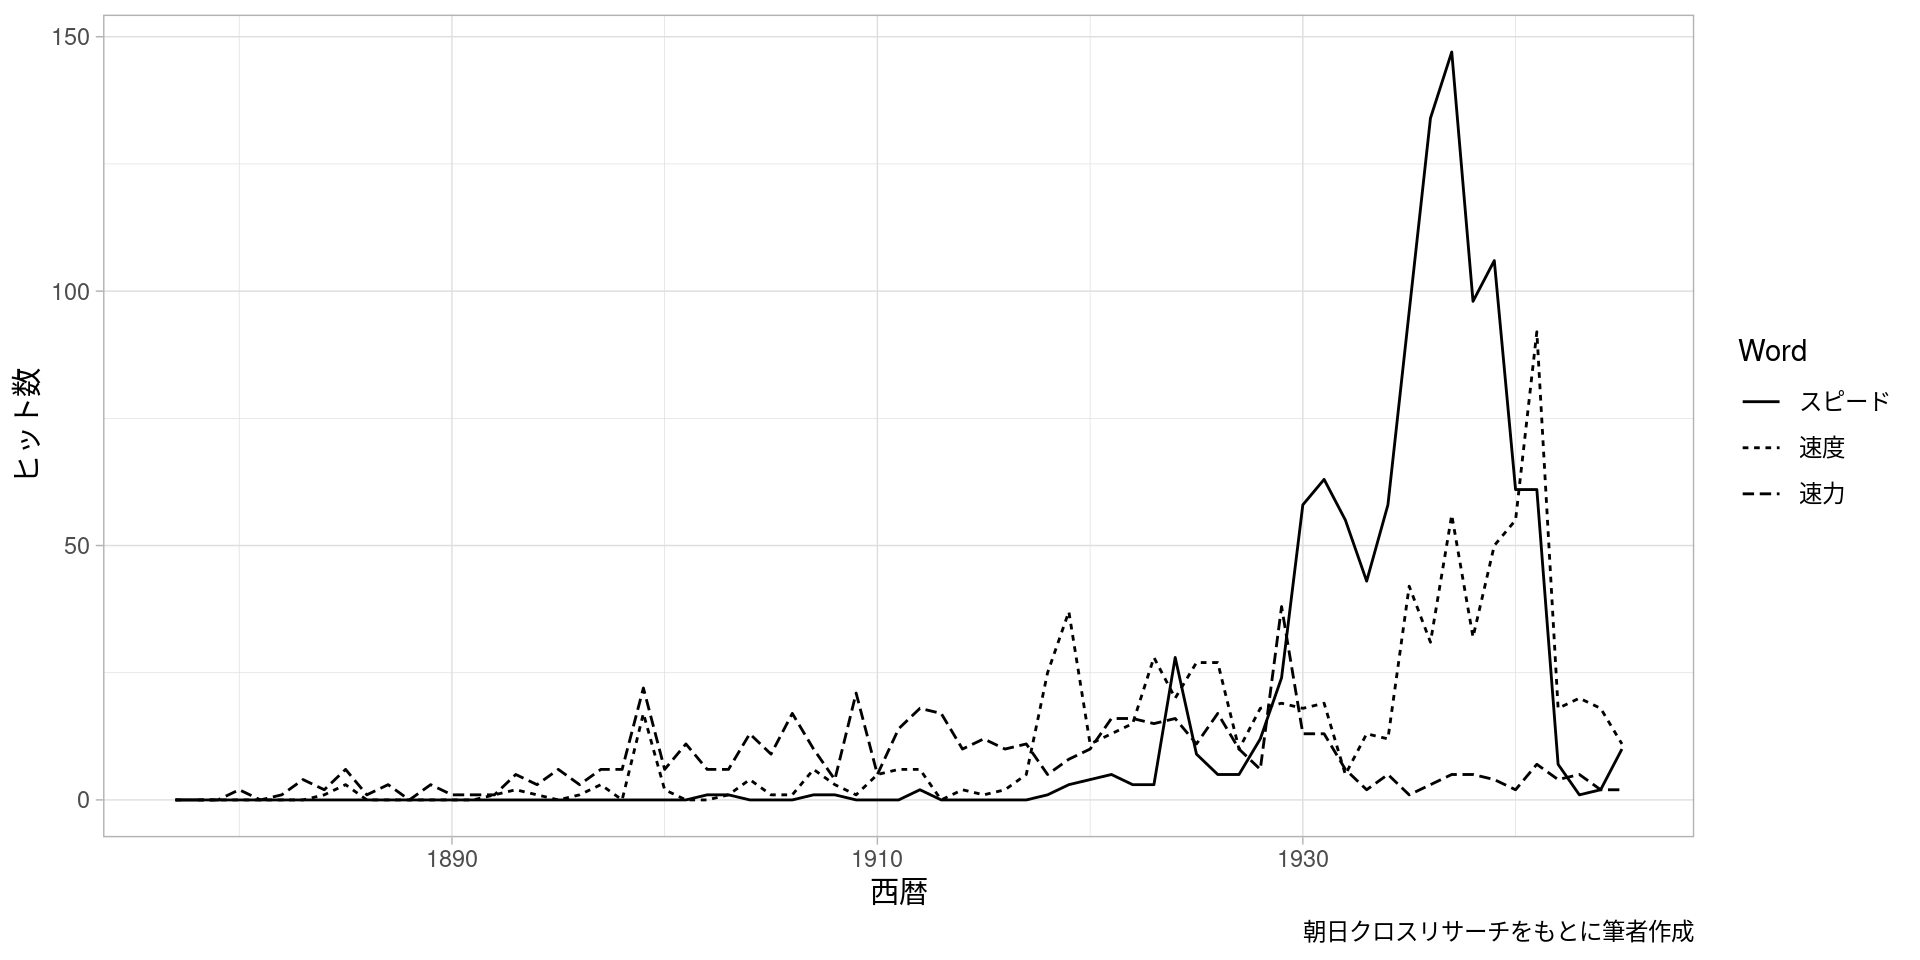 150
100
50
0
ヒット数
1890
1910
1930
西暦
Word
スピード
速度
速力
朝日クロスリサーチをもとに筆者作成